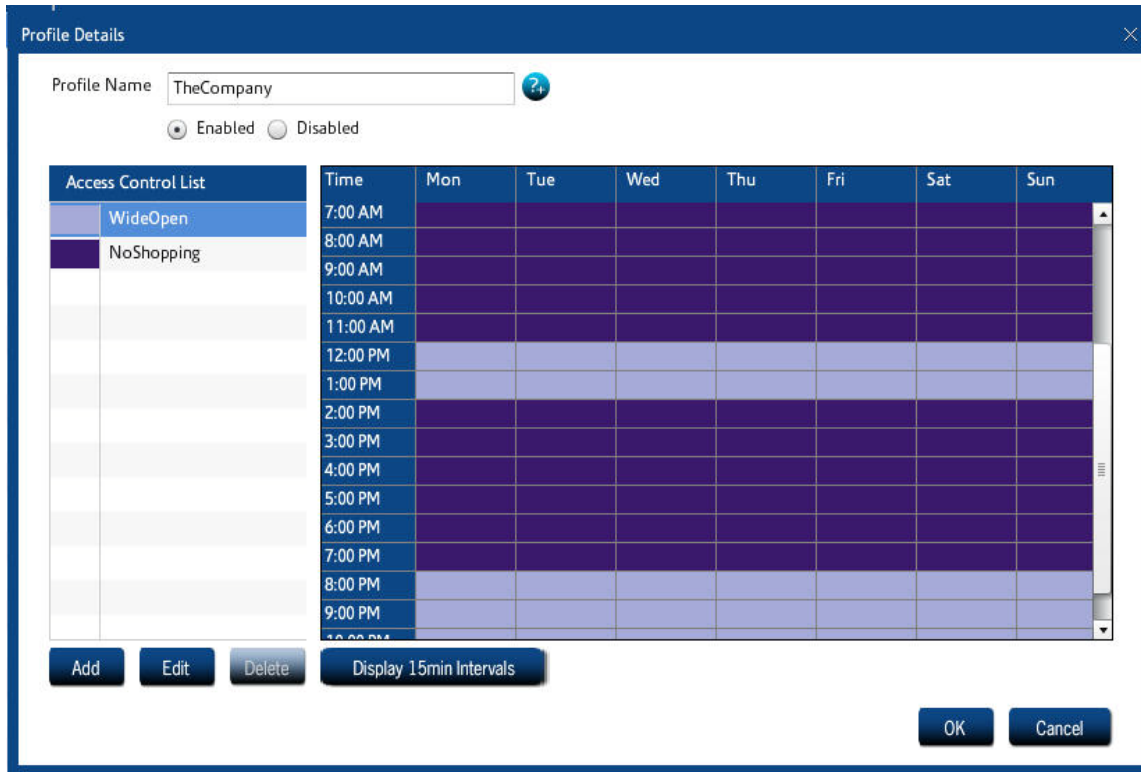 Profile Details
Profile Name TheCompany ?+
Enabled Disabled
Access Control List
WideOpen
NoShopping
Time Mon Tue Wed Thu Fri Sat Sun
7:00 AM
8:00 AM
9:00 AM
10:00 AM
11:00 AM
12:00 PM
1:00 PM
2:00 PM
3:00 PM
4:00 PM
5:00 PM
6:00 PM
7:00 PM
8:00 PM
9:00 PM
10:00 PM
Add Edit Delete Display 15min Intervals
OK Cancel